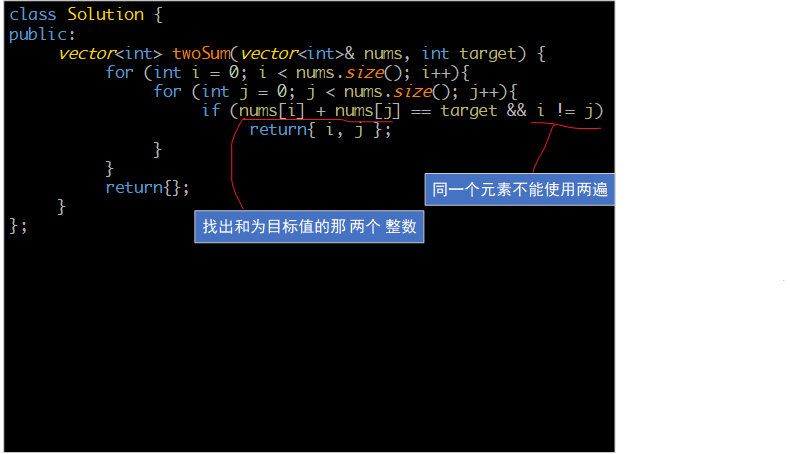 class Solution {
public:
vector<int> twoSum(vector<int>& nums, int target) {
for (int i = 0; i < nums.size(); i++){
for (int j = 0; j < nums.size(); j++){
if (nums[i] + nums[j] == target && i != j)
return{ i, j };
}
}
return{};
}
};
同一个元素不能使用两遍
找出和为目标值的那 两个 整数